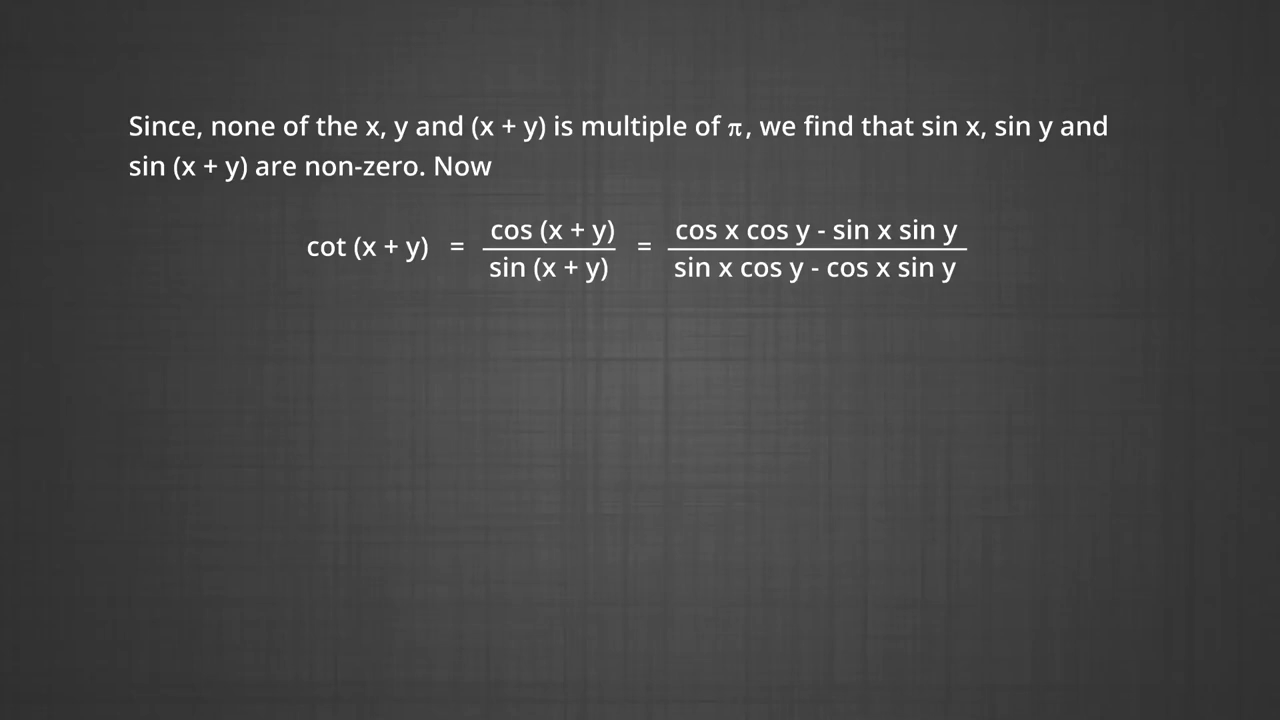 Since, none of the x, y and (x + y) is multiple of π, we find that sin x, sin y and
sin (x + y) are non-zero. Now
cot (x + y) = cos (x + y) / sin (x + y) = cos x cos y - sin x sin y / sin x cos y - cos x sin y